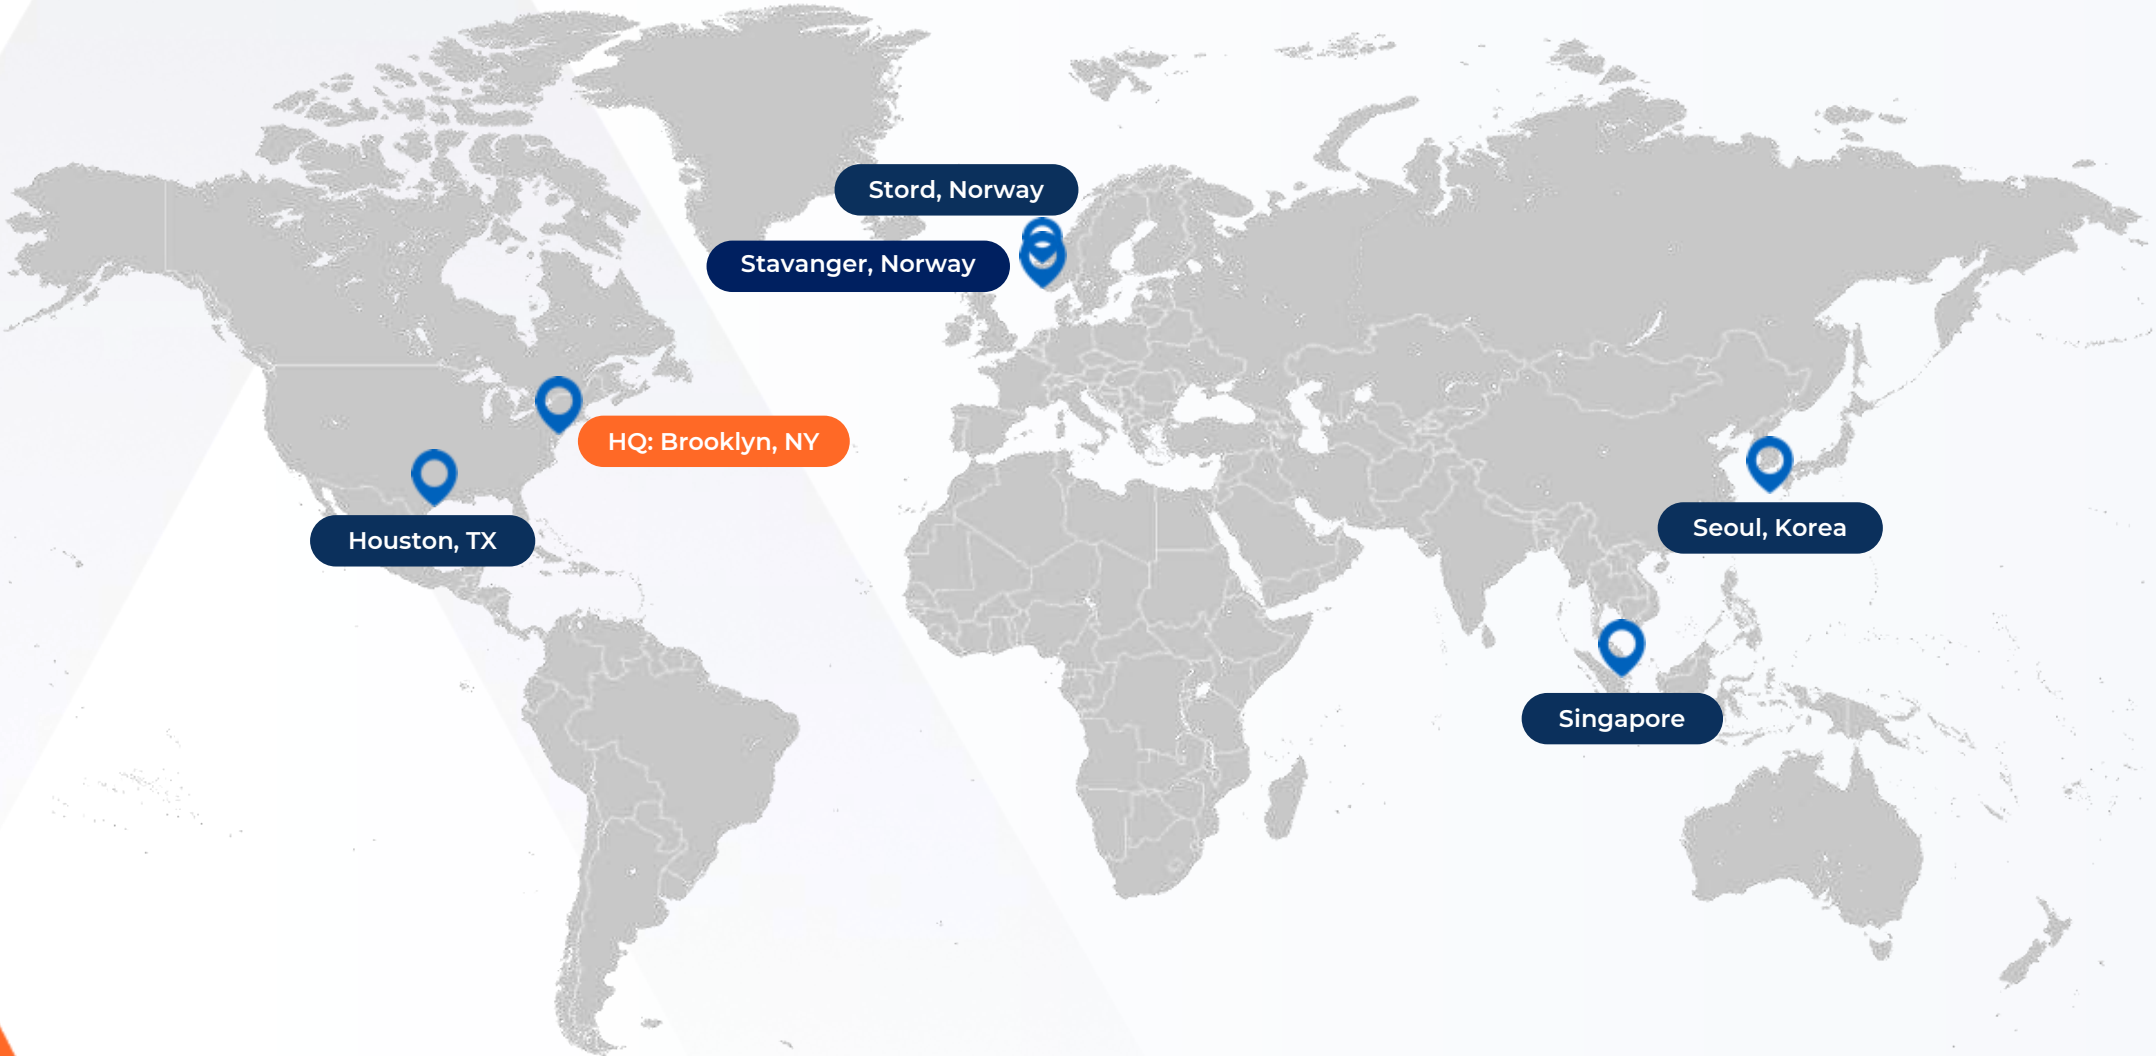 Stord, Norway
Stavanger, Norway
HQ: Brooklyn, NY
Houston, TX
Seoul, Korea
Singapore